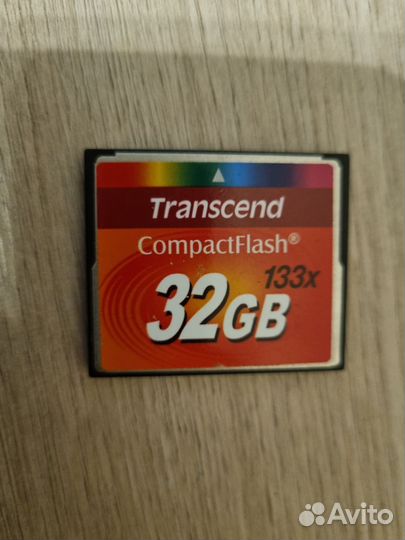 Transcend
CompactFlash®
133x
32GB
Avito